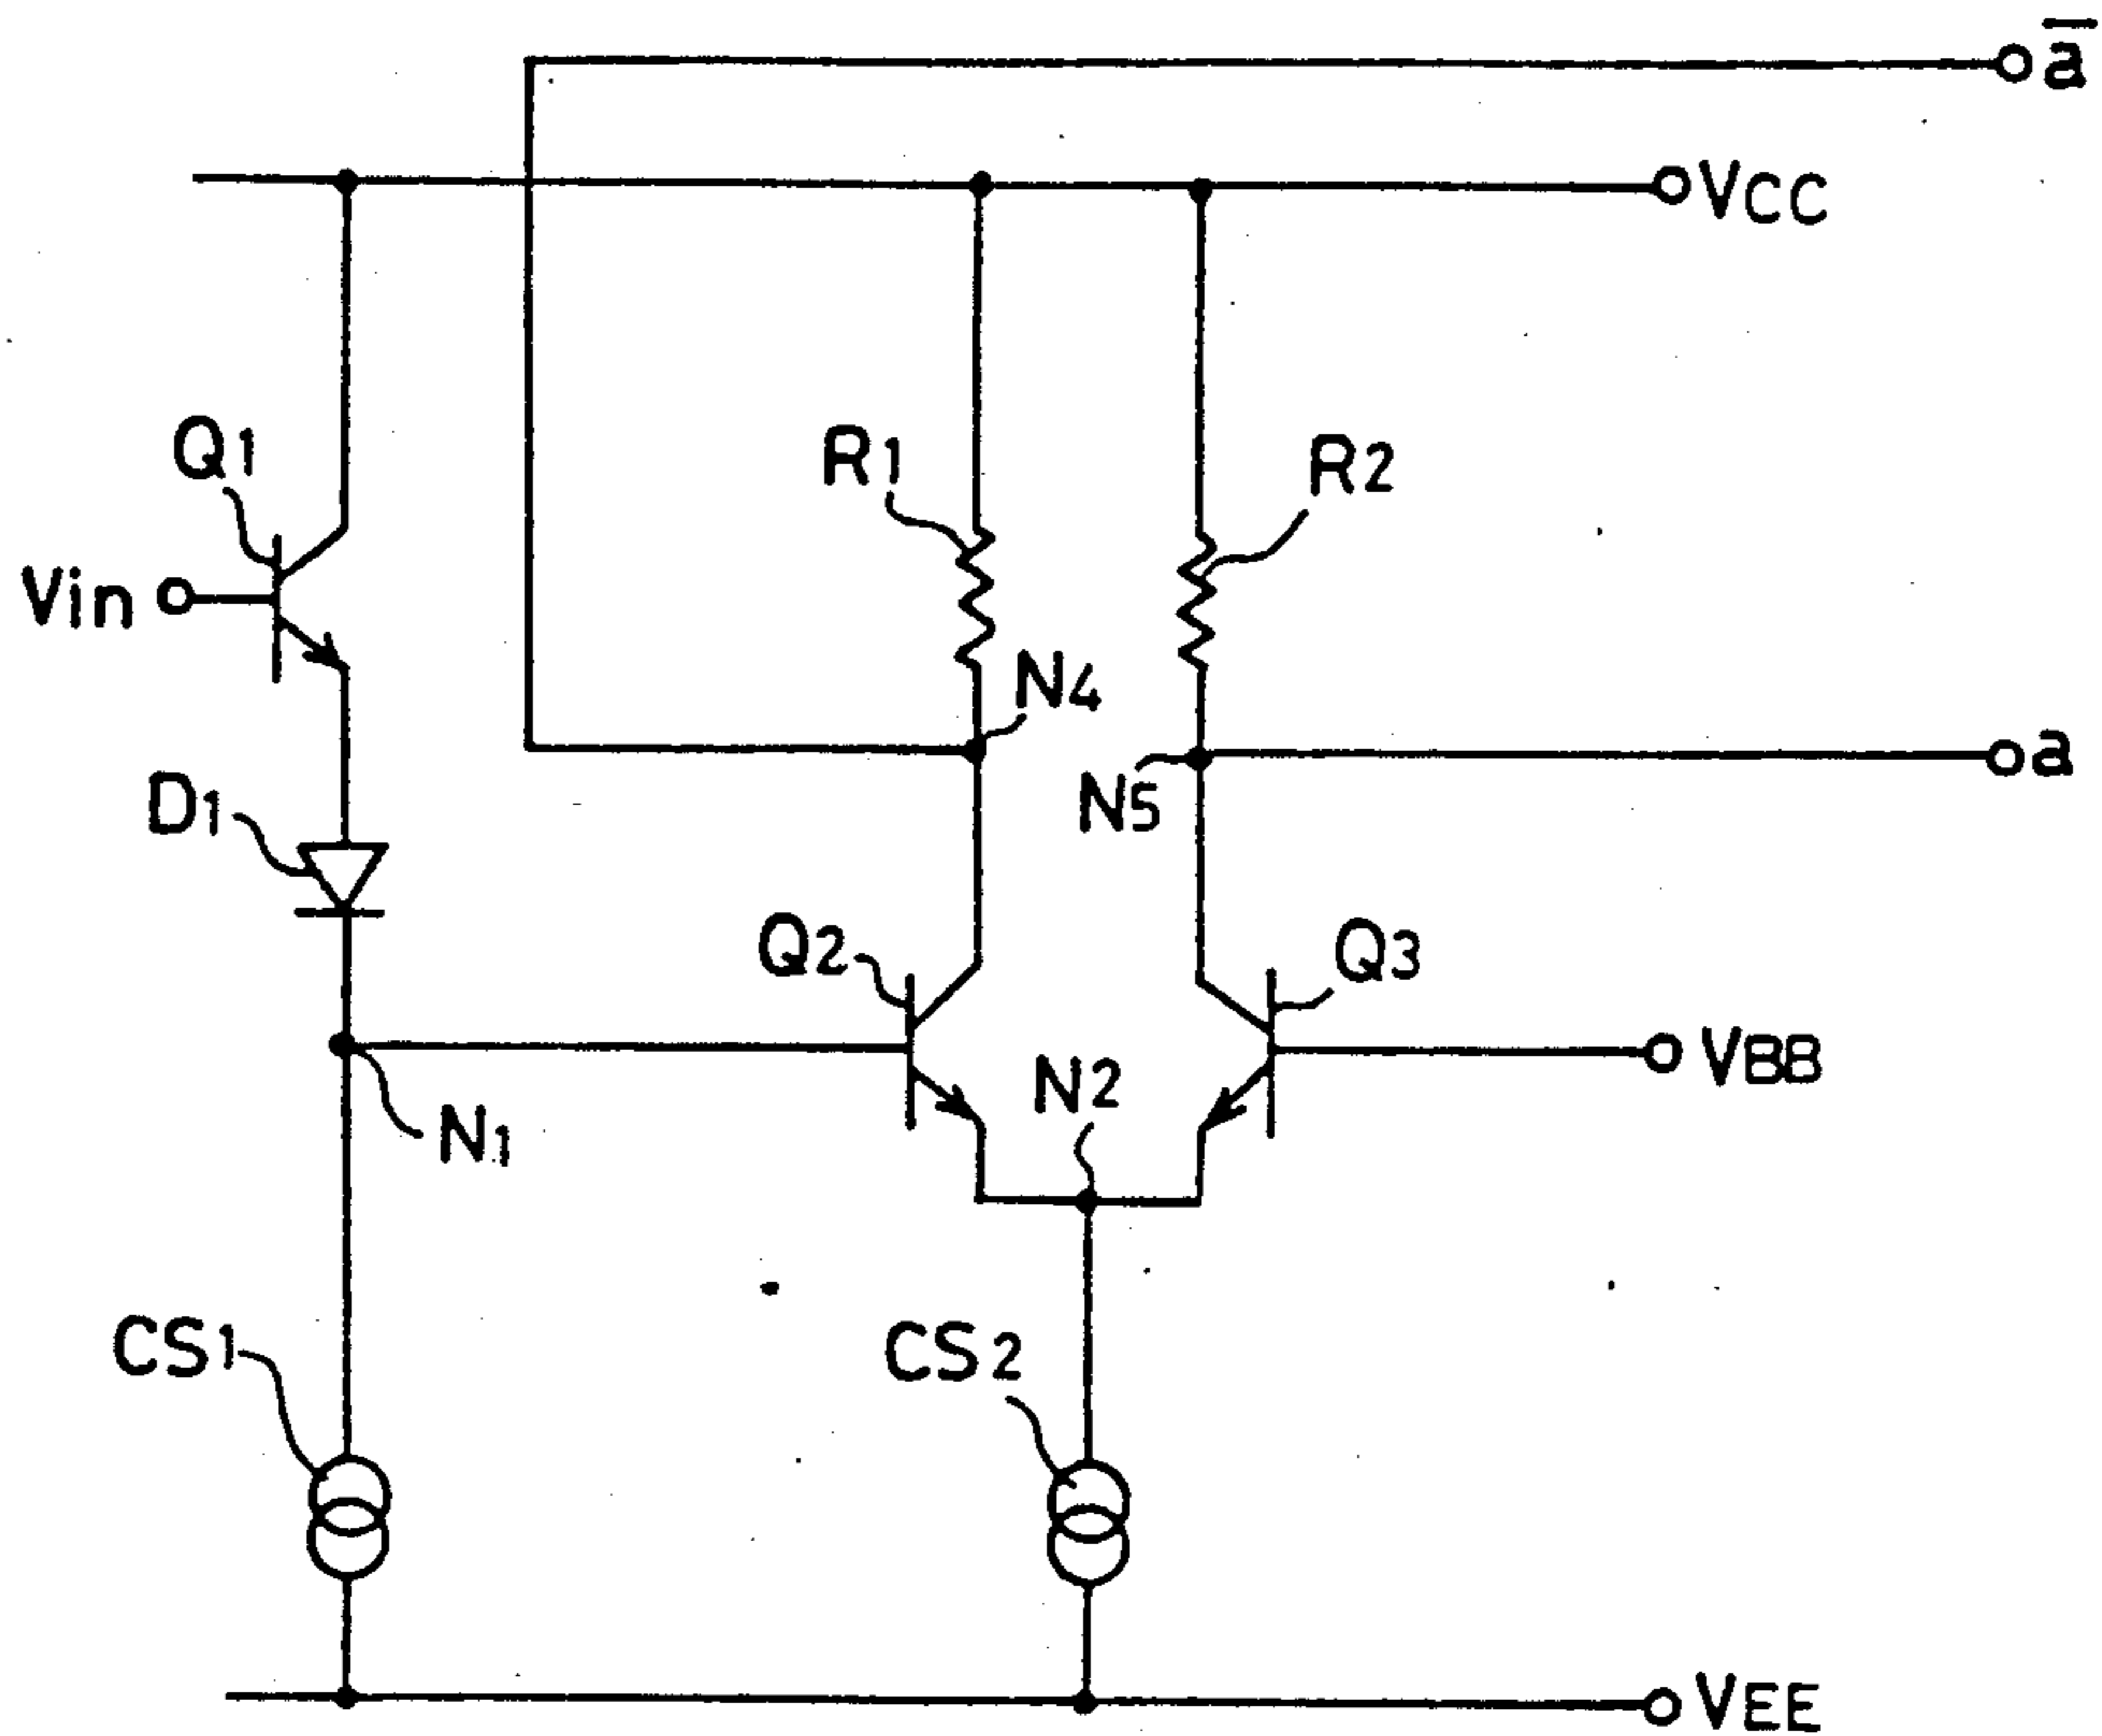 a̅
VCC
Q1
R1
R2
Vin
N4
a
D1
N5
Q2
Q3
N2
VBB
N1
CS1
CS2
VEE